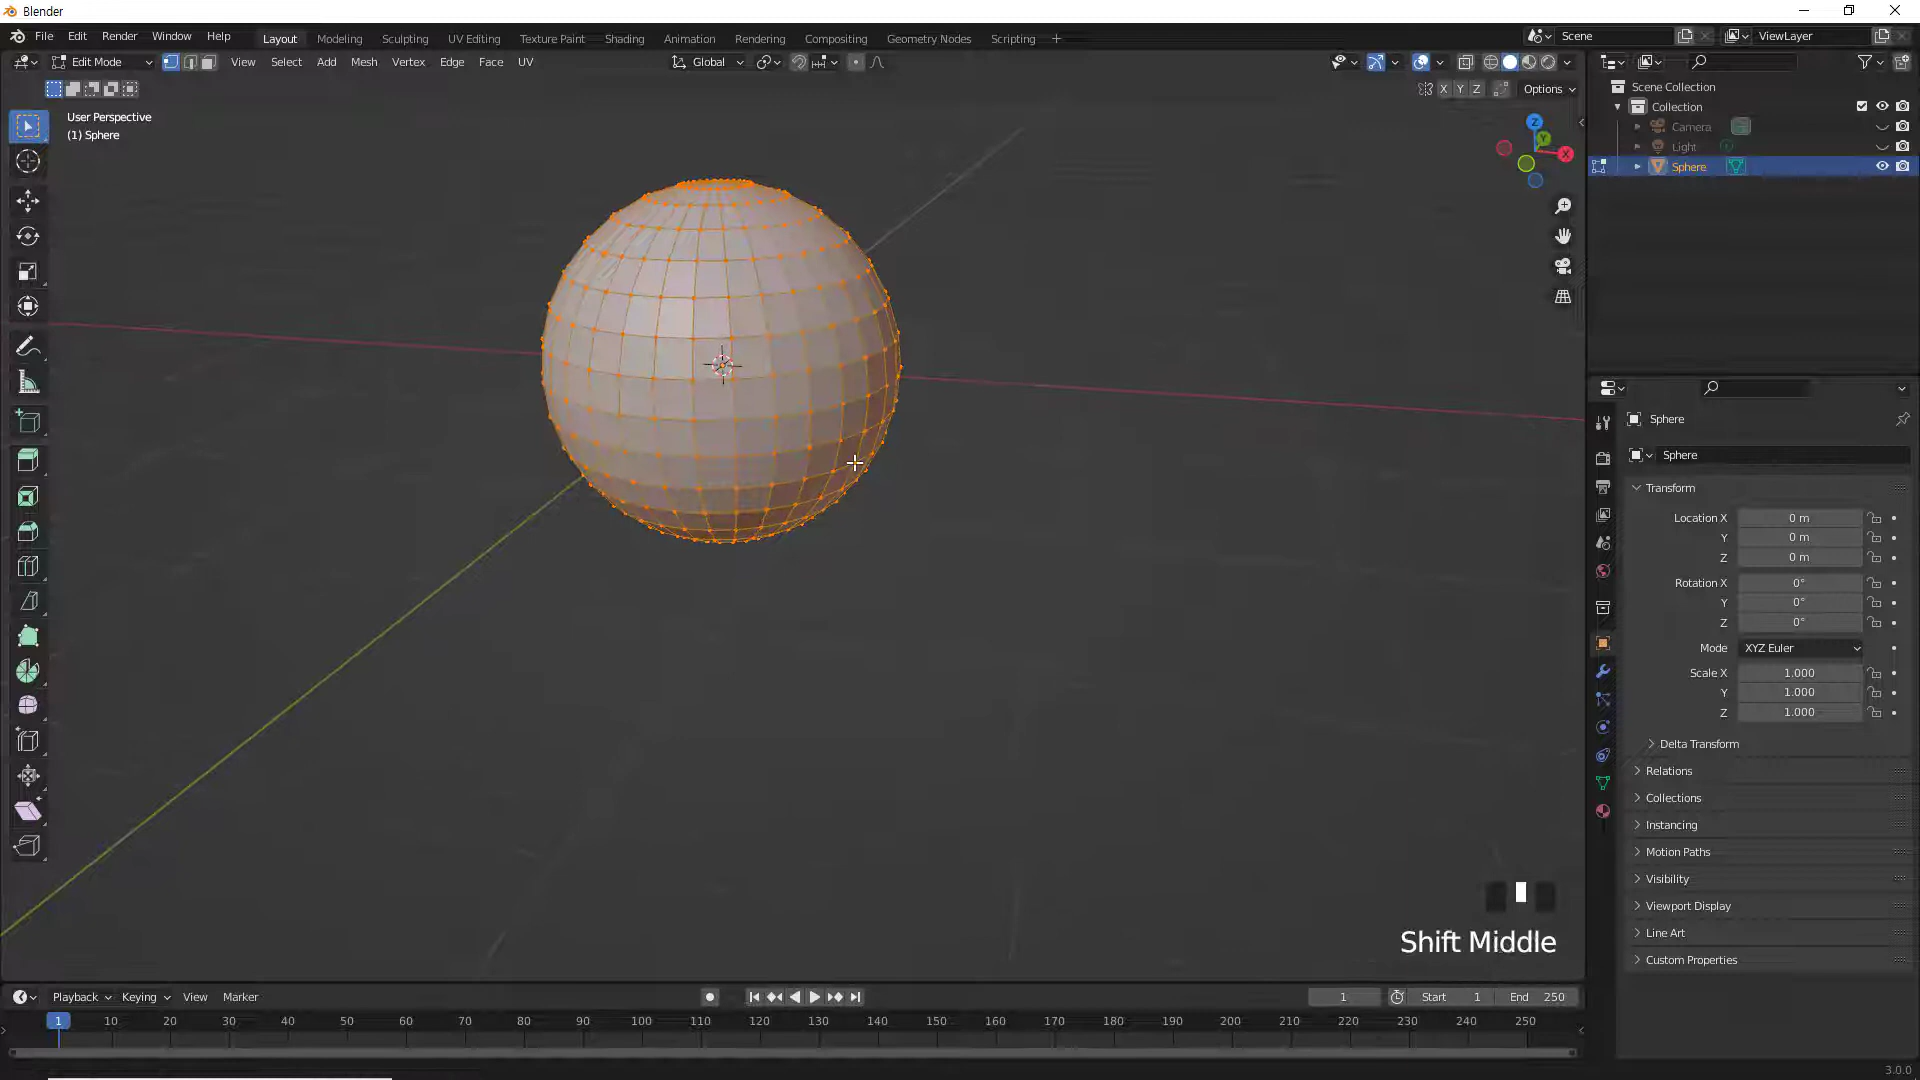 Blender
File Edit Render Window Help Layout Modeling Sculpting UV Editing Texture Paint Shading Animation Rendering Compositing Geometry Nodes Scripting + Scene ViewLayer
Edit Mode View Select Add Mesh Vertex Edge Face UV Global
X Y Z Options
User Perspective
(1) Sphere
Z
Y
X
Scene Collection
Collection
Camera
Light
Sphere
Sphere
Sphere
Transform
Location X 0 m
Y 0 m
Z 0 m
Rotation X 0°
Y 0°
Z 0°
Mode XYZ Euler
Scale X 1.000
Y 1.000
Z 1.000
Delta Transform
Relations
Collections
Instancing
Motion Paths
Visibility
Viewport Display
Line Art
Custom Properties
Shift Middle
Playback Keying View Marker 1 Start 1 End 250
1 10 20 30 40 50 60 70 80 90 100 110 120 130 140 150 160 170 180 190 200 210 220 230 240 250
3.0.0